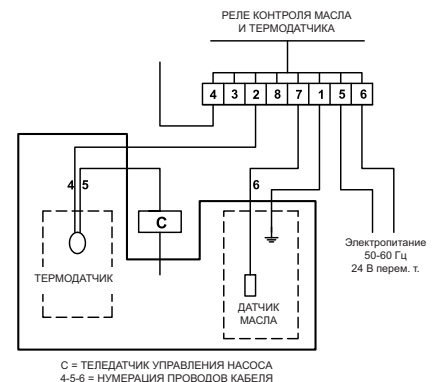 РЕЛЕ КОНТРОЛЯ МАСЛА
И ТЕРМОДАТЧИКА
4 3 2 8 7 1 5 6
4 5
6
C
ТЕРМОДАТЧИК
ДАТЧИК
МАСЛА
Электропитание
50-60 Гц
24 В перем. т.
C = ТЕЛЕДАТЧИК УПРАВЛЕНИЯ НАСОСА
4-5-6 = НУМЕРАЦИЯ ПРОВОДОВ КАБЕЛЯ